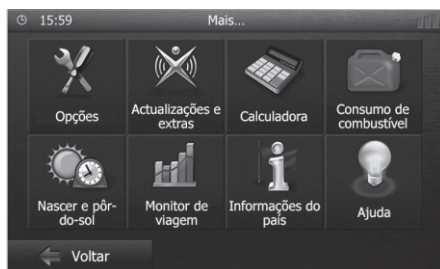 15:59
Mais...
Opções
Actualizações e
extras
Calculadora
Consumo de
combustível
Nascer e pôr-
do-sol
Monitor de
viagem
Informações do
país
Ajuda
Voltar